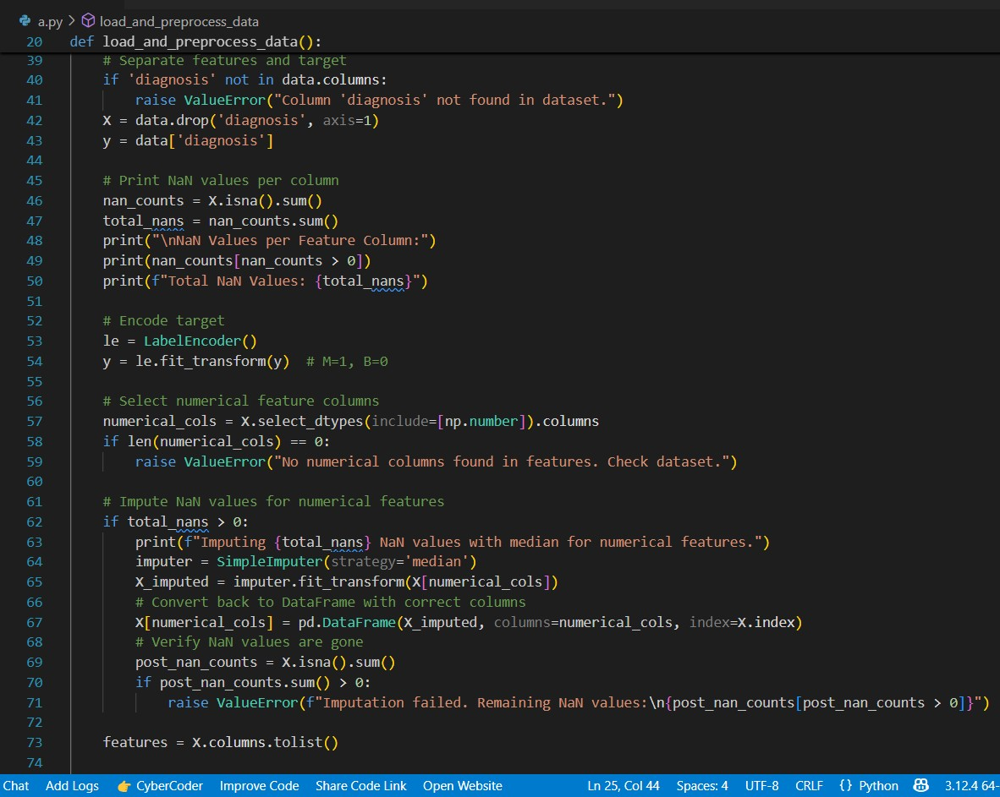 a.py > load_and_preprocess_data
20 def load_and_preprocess_data():
39     # Separate features and target
40     if 'diagnosis' not in data.columns:
41         raise ValueError("Column 'diagnosis' not found in dataset.")
42     X = data.drop('diagnosis', axis=1)
43     y = data['diagnosis']
44
45     # Print NaN values per column
46     nan_counts = X.isna().sum()
47     total_nans = nan_counts.sum()
48     print("\nNaN Values per Feature Column:")
49     print(nan_counts[nan_counts > 0])
50     print(f"Total NaN Values: {total_nans}")
51
52     # Encode target
53     le = LabelEncoder()
54     y = le.fit_transform(y)  # M=1, B=0
55
56     # Select numerical feature columns
57     numerical_cols = X.select_dtypes(include=[np.number]).columns
58     if len(numerical_cols) == 0:
59         raise ValueError("No numerical columns found in features. Check dataset.")
60
61     # Impute NaN values for numerical features
62     if total_nans > 0:
63         print(f"Imputing {total_nans} NaN values with median for numerical features.")
64         imputer = SimpleImputer(strategy='median')
65         X_imputed = imputer.fit_transform(X[numerical_cols])
66         # Convert back to DataFrame with correct columns
67         X[numerical_cols] = pd.DataFrame(X_imputed, columns=numerical_cols, index=X.index)
68         # Verify NaN values are gone
69         post_nan_counts = X.isna().sum()
70         if post_nan_counts.sum() > 0:
71             raise ValueError(f"Imputation failed. Remaining NaN values:\n{post_nan_counts[post_nan_counts > 0]}")
72
73     features = X.columns.tolist()
74
Chat Add Logs 👉 CyberCoder Improve Code Share Code Link Open Website Ln 25, Col 44 Spaces: 4 UTF-8 CRLF {} Python 3.12.4 64-